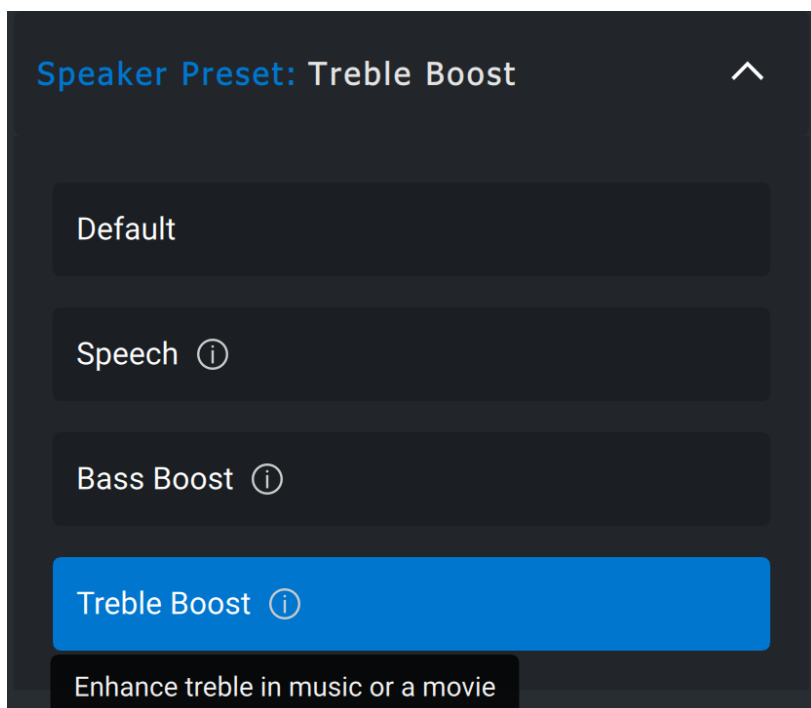 Speaker Preset: Treble Boost
Default
Speech
Bass Boost
Treble Boost
Enhance treble in music or a movie